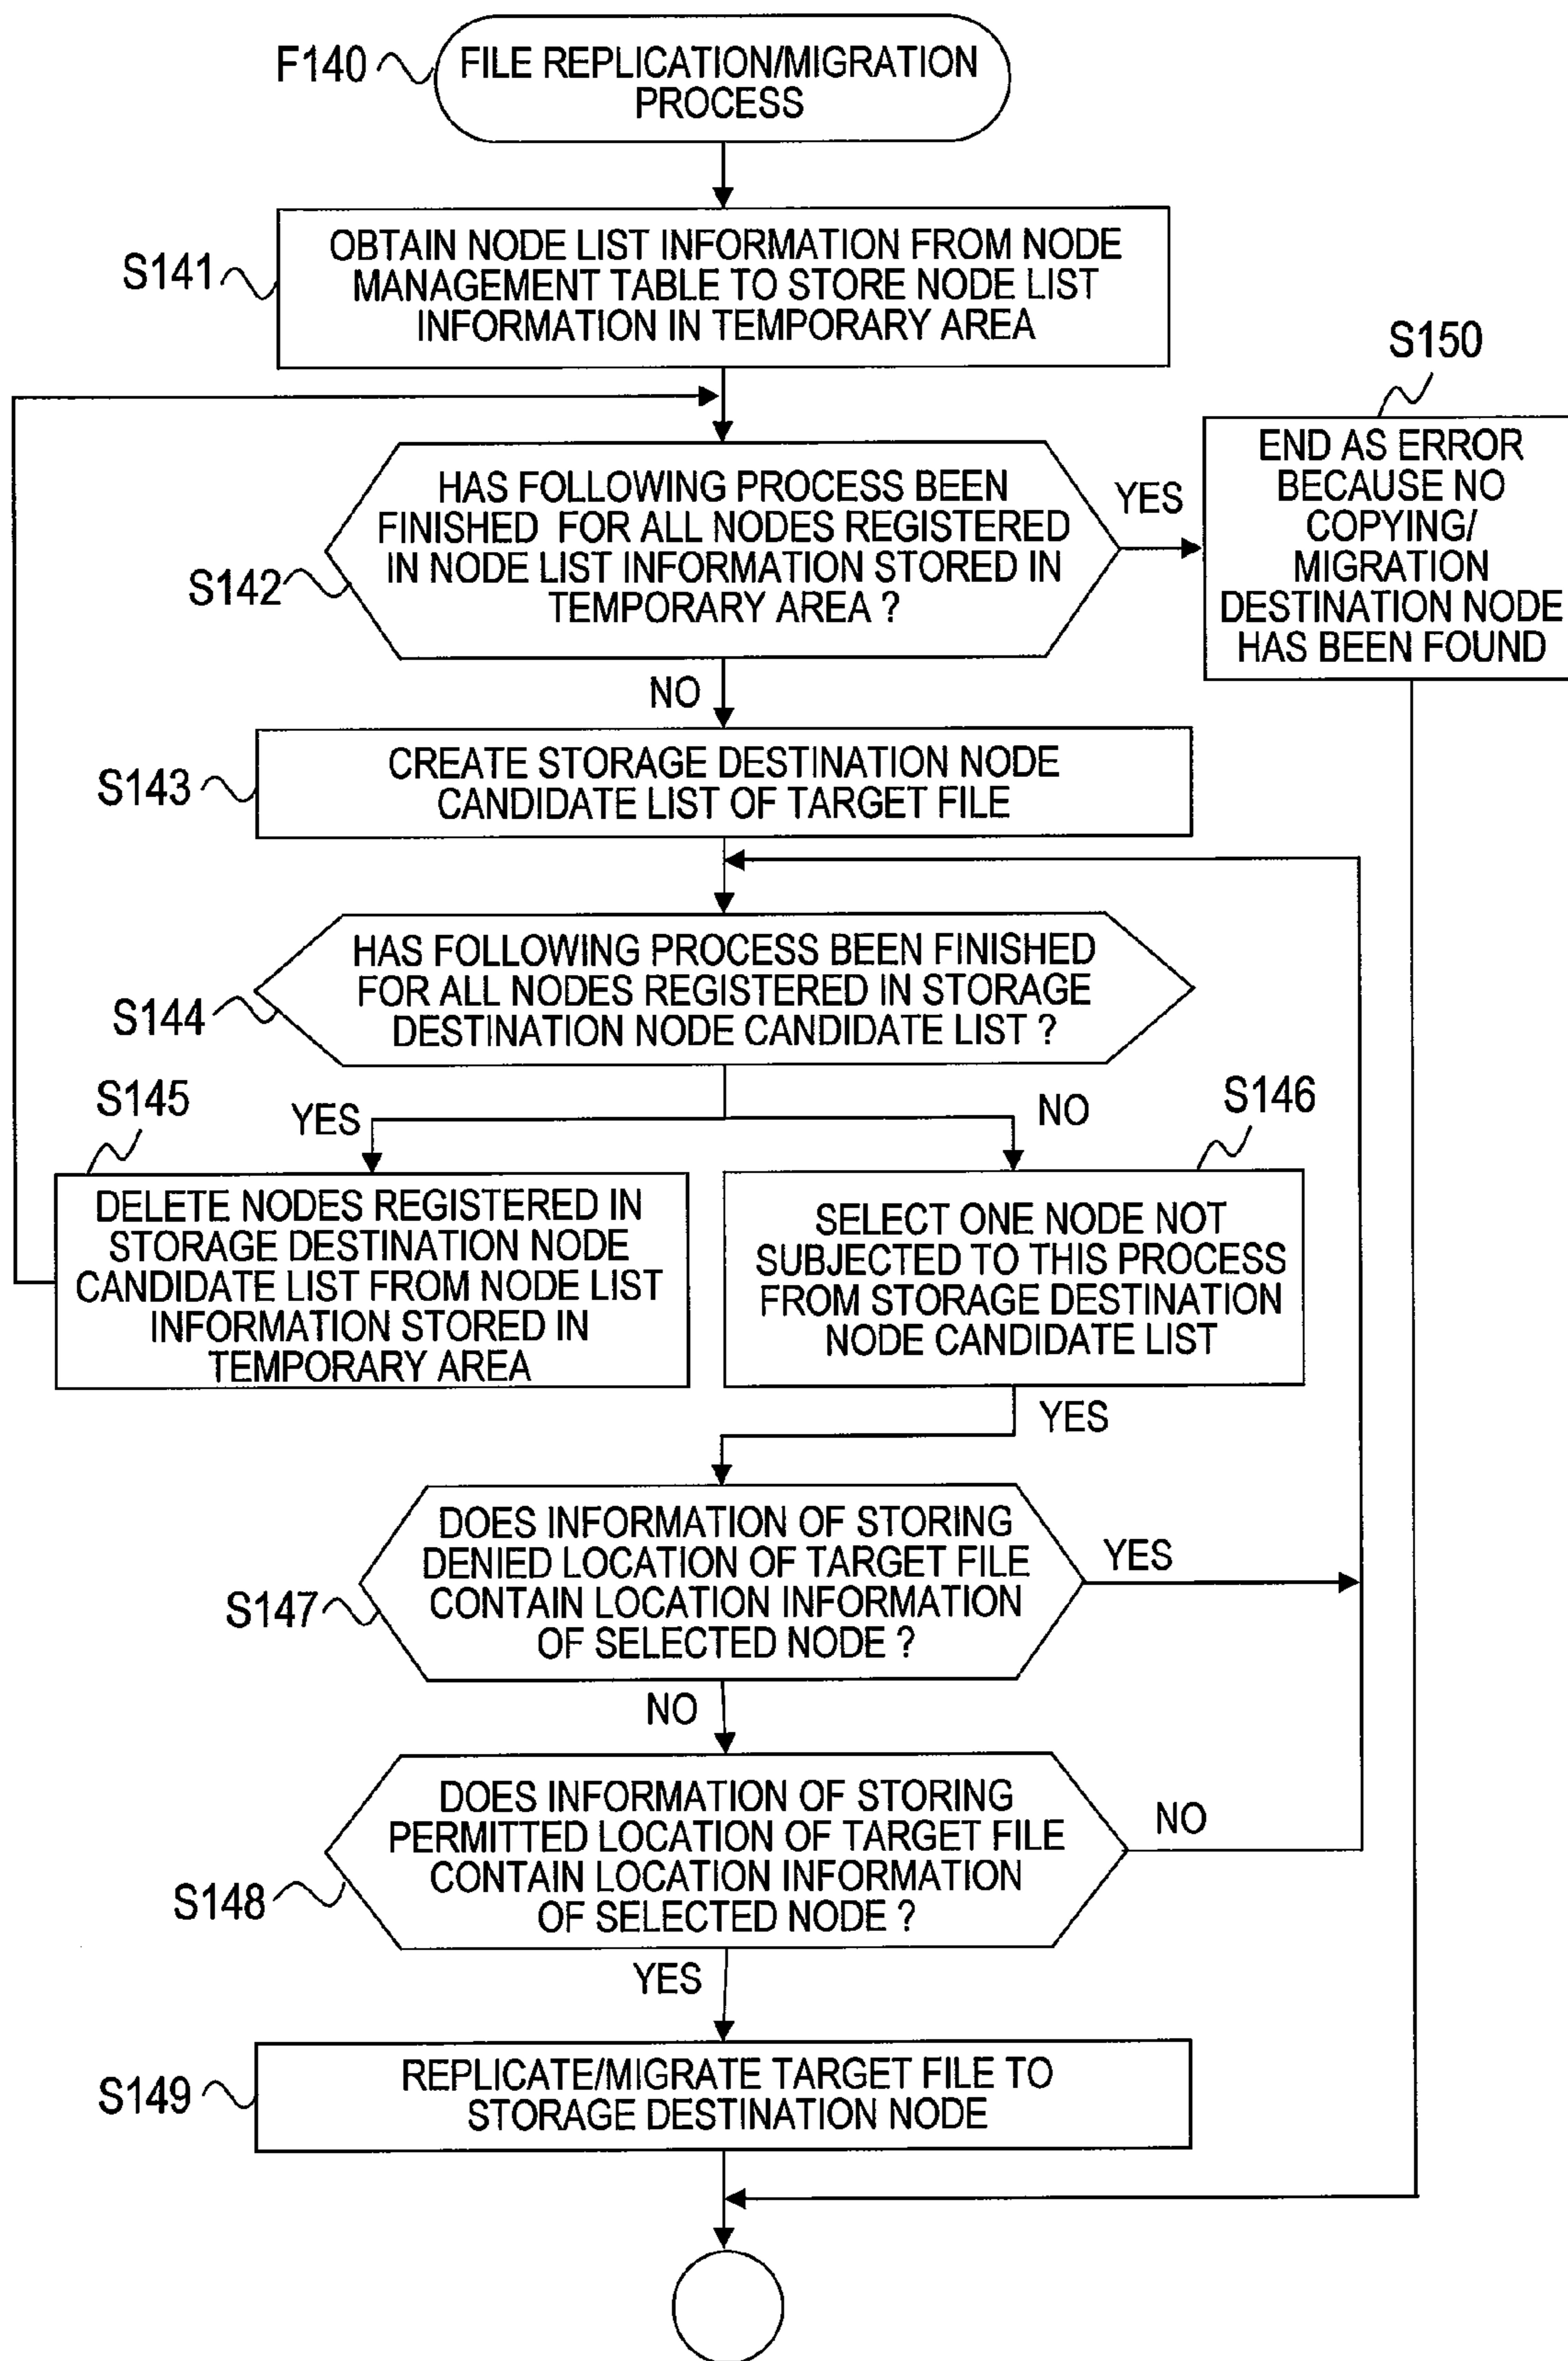 F140
FILE REPLICATION/MIGRATION
PROCESS
S141
OBTAIN NODE LIST INFORMATION FROM NODE
MANAGEMENT TABLE TO STORE NODE LIST
INFORMATION IN TEMPORARY AREA
S150
END AS ERROR
BECAUSE NO
COPYING/
MIGRATION
DESTINATION NODE
HAS BEEN FOUND
S142
HAS FOLLOWING PROCESS BEEN
FINISHED FOR ALL NODES REGISTERED
IN NODE LIST INFORMATION STORED IN
TEMPORARY AREA ?
YES
NO
S143
CREATE STORAGE DESTINATION NODE
CANDIDATE LIST OF TARGET FILE
S144
HAS FOLLOWING PROCESS BEEN FINISHED
FOR ALL NODES REGISTERED IN STORAGE
DESTINATION NODE CANDIDATE LIST ?
S145
YES
NO
S146
DELETE NODES REGISTERED IN
STORAGE DESTINATION NODE
CANDIDATE LIST FROM NODE LIST
INFORMATION STORED IN
TEMPORARY AREA
SELECT ONE NODE NOT
SUBJECTED TO THIS PROCESS
FROM STORAGE DESTINATION
NODE CANDIDATE LIST
YES
S147
DOES INFORMATION OF STORING
DENIED LOCATION OF TARGET FILE
CONTAIN LOCATION INFORMATION
OF SELECTED NODE ?
YES
NO
S148
DOES INFORMATION OF STORING
PERMITTED LOCATION OF TARGET FILE
CONTAIN LOCATION INFORMATION
OF SELECTED NODE ?
NO
YES
S149
REPLICATE/MIGRATE TARGET FILE TO
STORAGE DESTINATION NODE